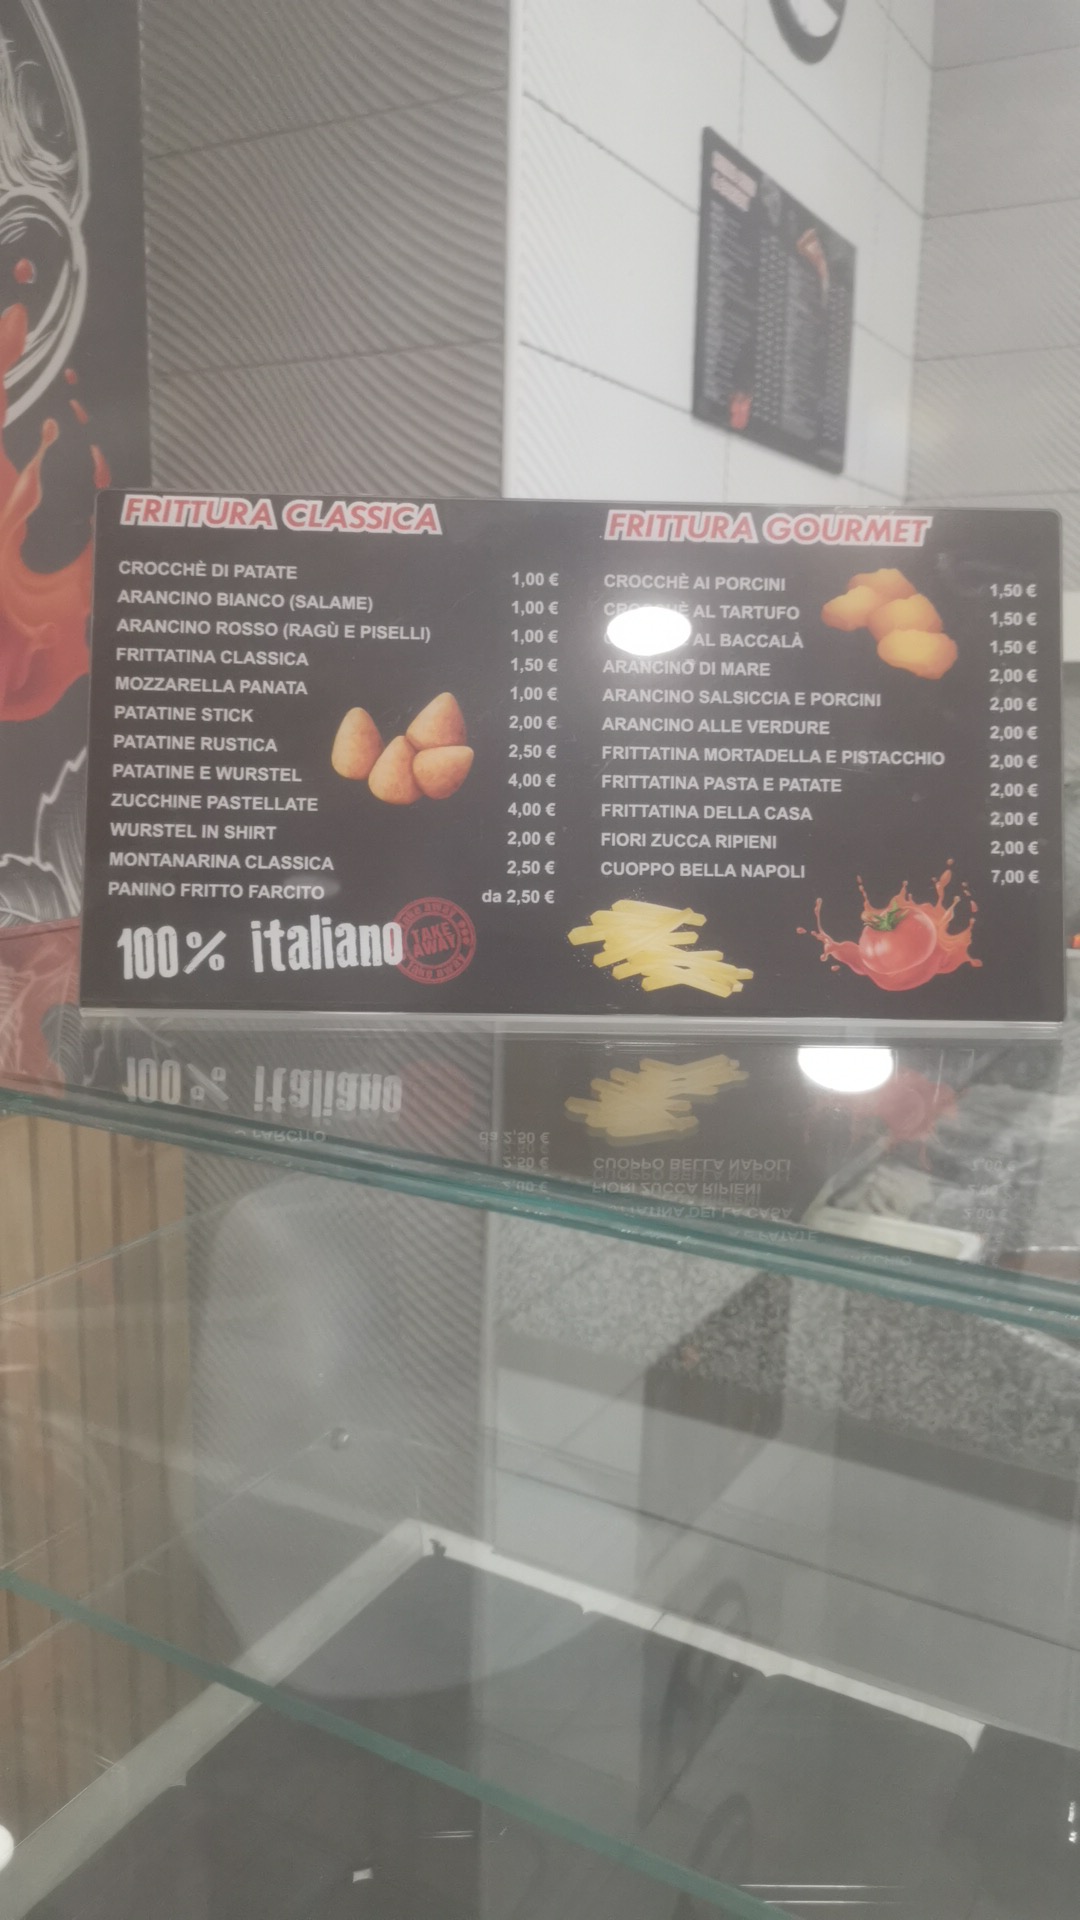 FRITTURA CLASSICA
CROCCHÈ DI PATATE 1,00 €
ARANCINO BIANCO (SALAME) 1,00 €
ARANCINO ROSSO (RAGÙ E PISELLI) 1,00 €
FRITTATINA CLASSICA 1,50 €
MOZZARELLA PANATA 1,00 €
PATATINE STICK 2,00 €
PATATINE RUSTICA 2,50 €
PATATINE E WURSTEL 4,00 €
ZUCCHINE PASTELLATE 4,00 €
WURSTEL IN SHIRT 2,00 €
MONTANARINA CLASSICA 2,50 €
PANINO FRITTO FARCITO da 2,50 €
100% italiano
TAKE AWAY
FRITTURA GOURMET
CROCCHÈ AI PORCINI 1,50 €
CROCCHÈ AL TARTUFO 1,50 €
AL BACCALÀ 1,50 €
ARANCINO DI MARE 2,00 €
ARANCINO SALSICCIA E PORCINI 2,00 €
ARANCINO ALLE VERDURE 2,00 €
FRITTATINA MORTADELLA E PISTACCHIO 2,00 €
FRITTATINA PASTA E PATATE 2,00 €
FRITTATINA DELLA CASA 2,00 €
FIORI ZUCCA RIPIENI 2,00 €
CUOPPO BELLA NAPOLI 7,00 €